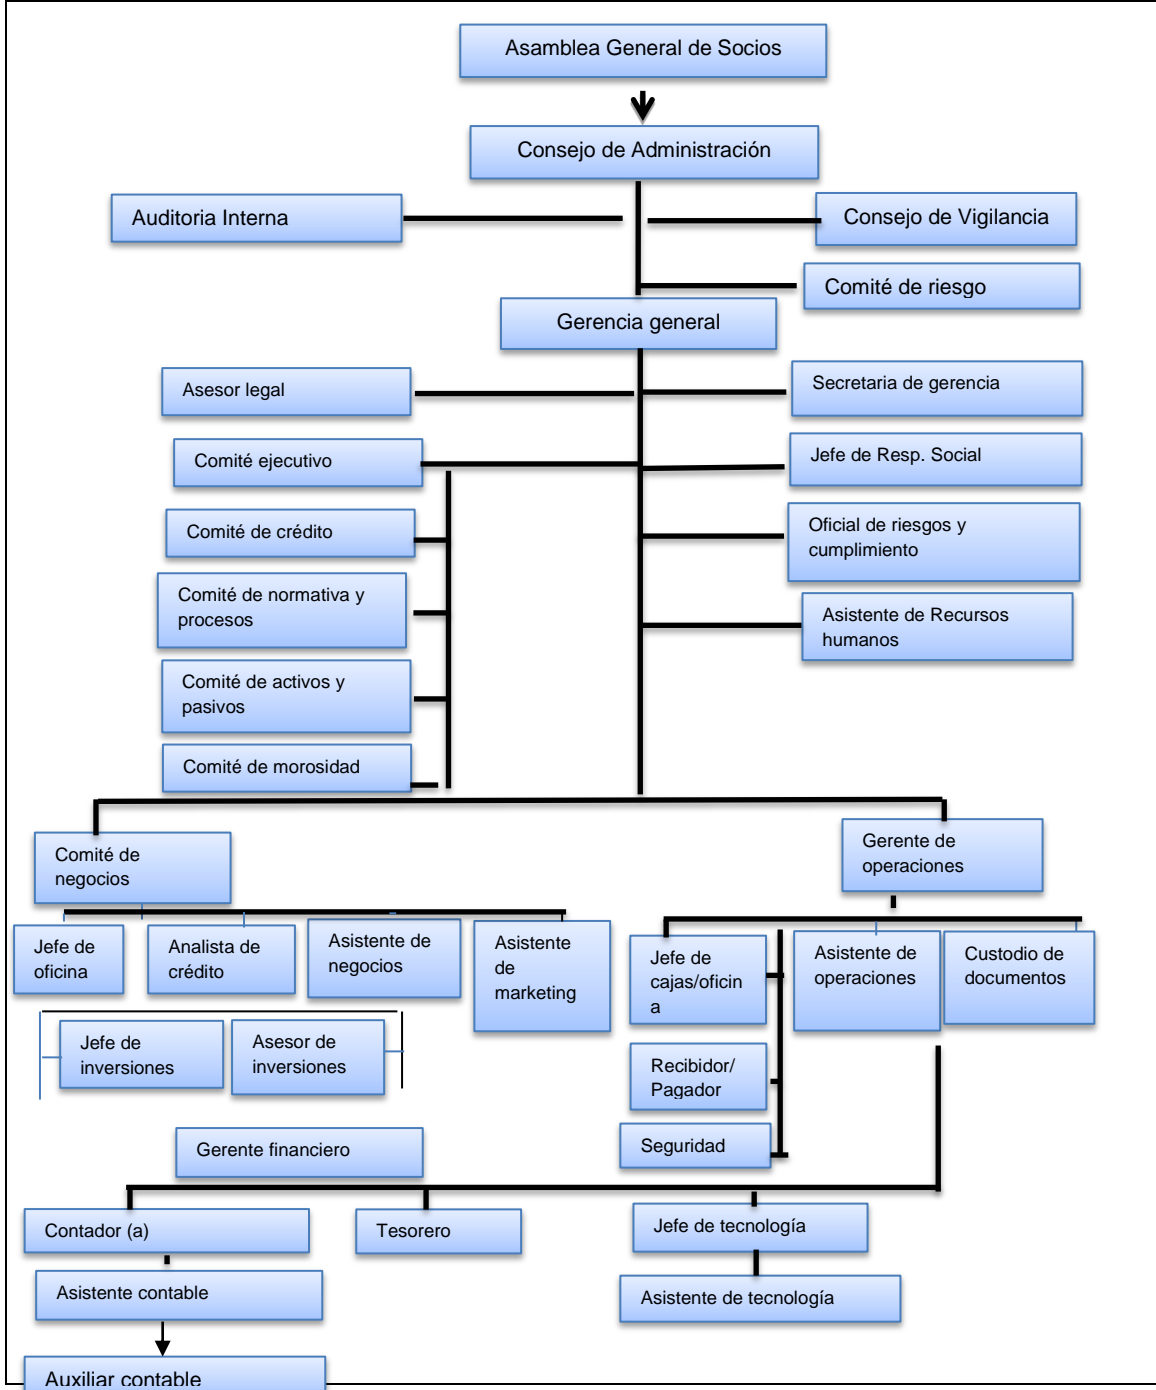 Asamblea General de Socios
Consejo de Administración
Auditoria Interna
Consejo de Vigilancia
Comité de riesgo
Gerencia general
Asesor legal
Secretaria de gerencia
Comité ejecutivo
Jefe de Resp. Social
Comité de crédito
Oficial de riesgos y
cumplimiento
Comité de normativa y
procesos
Asistente de Recursos
humanos
Comité de activos y
pasivos
Comité de morosidad
Comité de
negocios
Gerente de
operaciones
Jefe de
oficina
Analista de
crédito
Asistente de
negocios
Asistente
de
marketing
Jefe de
cajas/oficin
a
Asistente de
operaciones
Custodio de
documentos
Jefe de
inversiones
Asesor de
inversiones
Recibidor/
Pagador
Seguridad
Gerente financiero
Contador (a)
Tesorero
Jefe de tecnología
Asistente contable
Asistente de tecnología
Auxiliar contable